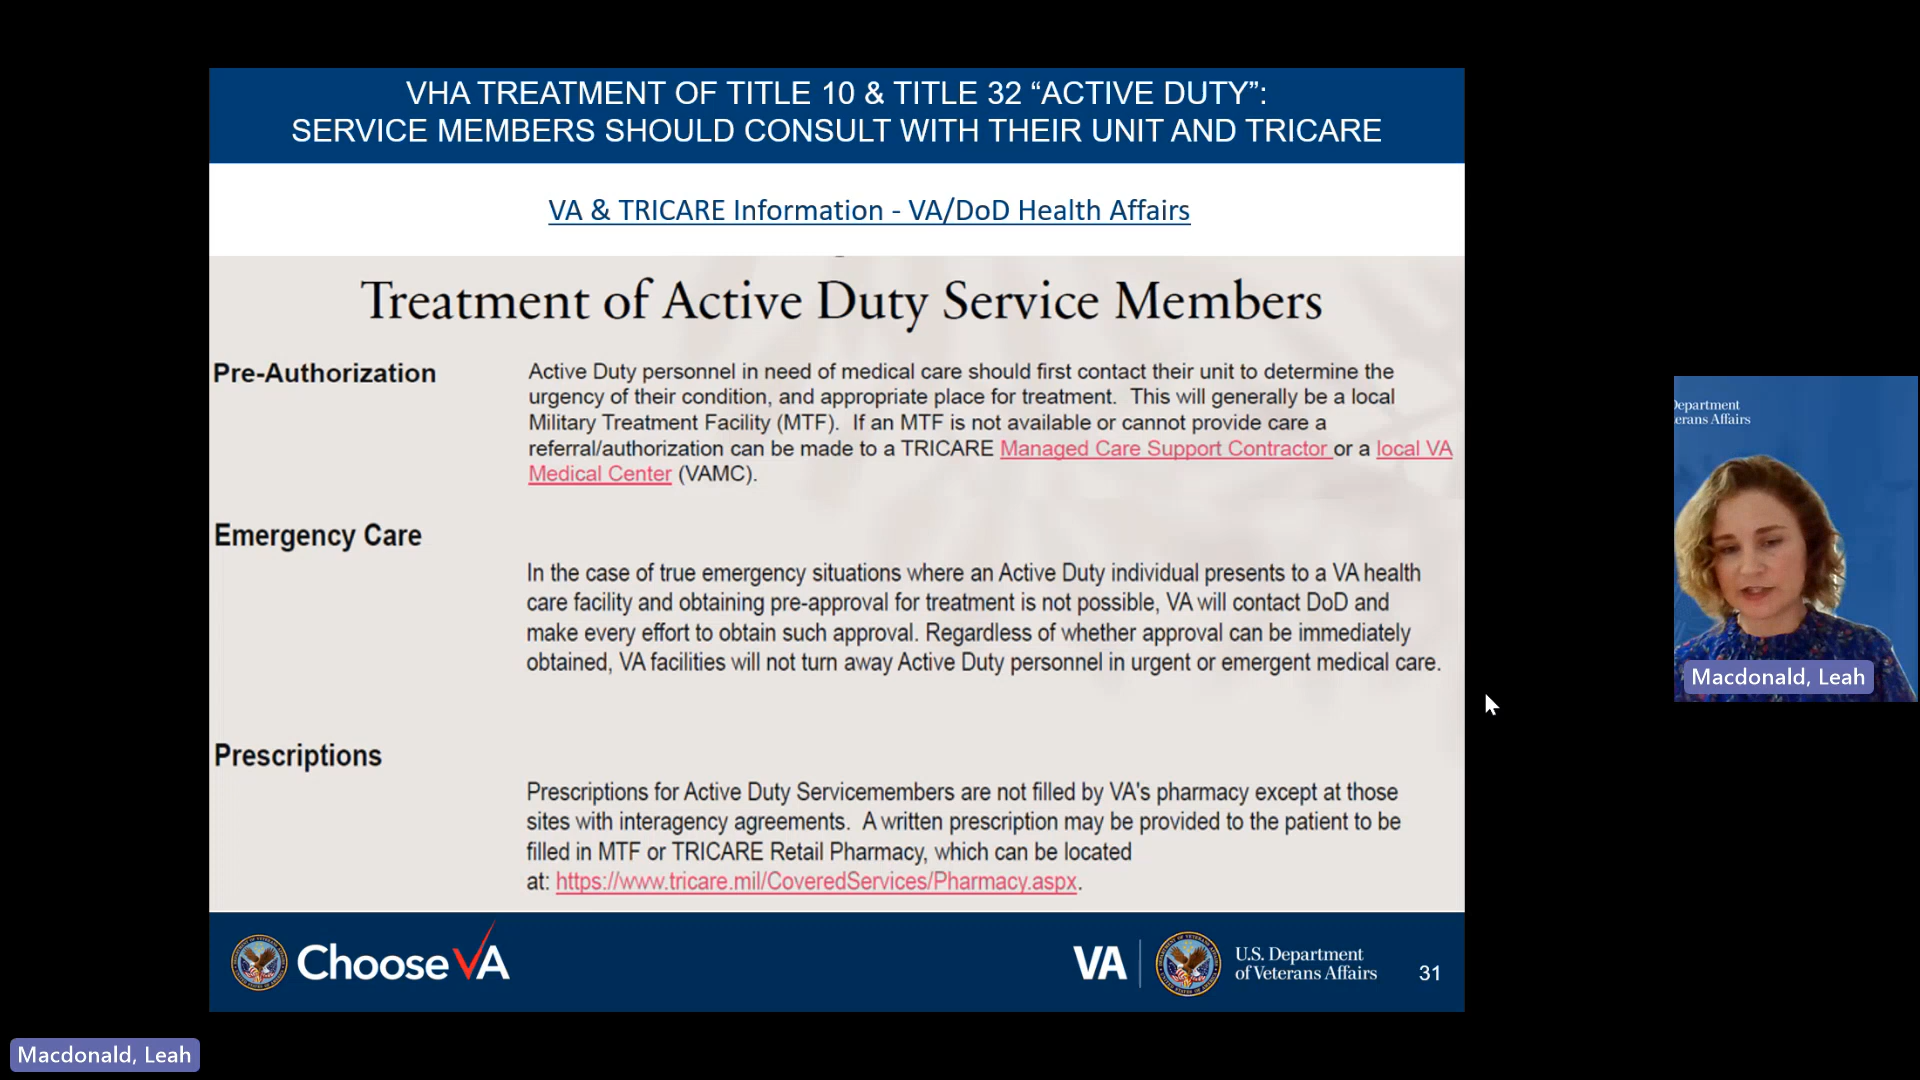 VHA TREATMENT OF TITLE 10 & TITLE 32 “ACTIVE DUTY”:
SERVICE MEMBERS SHOULD CONSULT WITH THEIR UNIT AND TRICARE
VA & TRICARE Information - VA/DoD Health Affairs
Treatment of Active Duty Service Members
Pre-Authorization
Active Duty personnel in need of medical care should first contact their unit to determine the
urgency of their condition, and appropriate place for treatment.  This will generally be a local
Military Treatment Facility (MTF).  If an MTF is not available or cannot provide care a
referral/authorization can be made to a TRICARE Managed Care Support Contractor or a local VA
Medical Center (VAMC).
Emergency Care
In the case of true emergency situations where an Active Duty individual presents to a VA health
care facility and obtaining pre-approval for treatment is not possible, VA will contact DoD and
make every effort to obtain such approval. Regardless of whether approval can be immediately
obtained, VA facilities will not turn away Active Duty personnel in urgent or emergent medical care.
Prescriptions
Prescriptions for Active Duty Servicemembers are not filled by VA's pharmacy except at those
sites with interagency agreements.  A written prescription may be provided to the patient to be
filled in MTF or TRICARE Retail Pharmacy, which can be located
at: https://www.tricare.mil/CoveredServices/Pharmacy.aspx.
Choose VA
VA
U.S. Department
of Veterans Affairs
31
epartment
erans Affairs
Macdonald, Leah
Macdonald, Leah